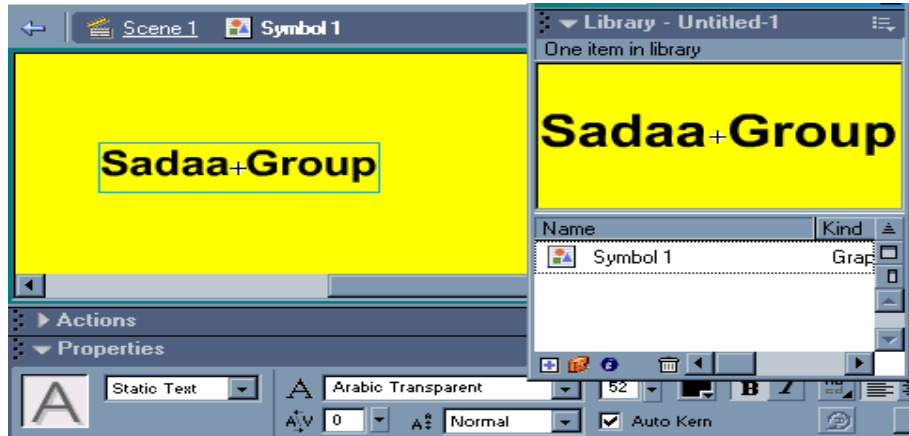 Scene 1 Symbol 1
Sadaa+Group
Library - Untitled-1
One item in library
Sadaa+Group
Name Kind
Symbol 1 Grap
Actions
Properties
A Static Text A Arabic Transparent 52 B I
A V 0 A Normal Auto Kern